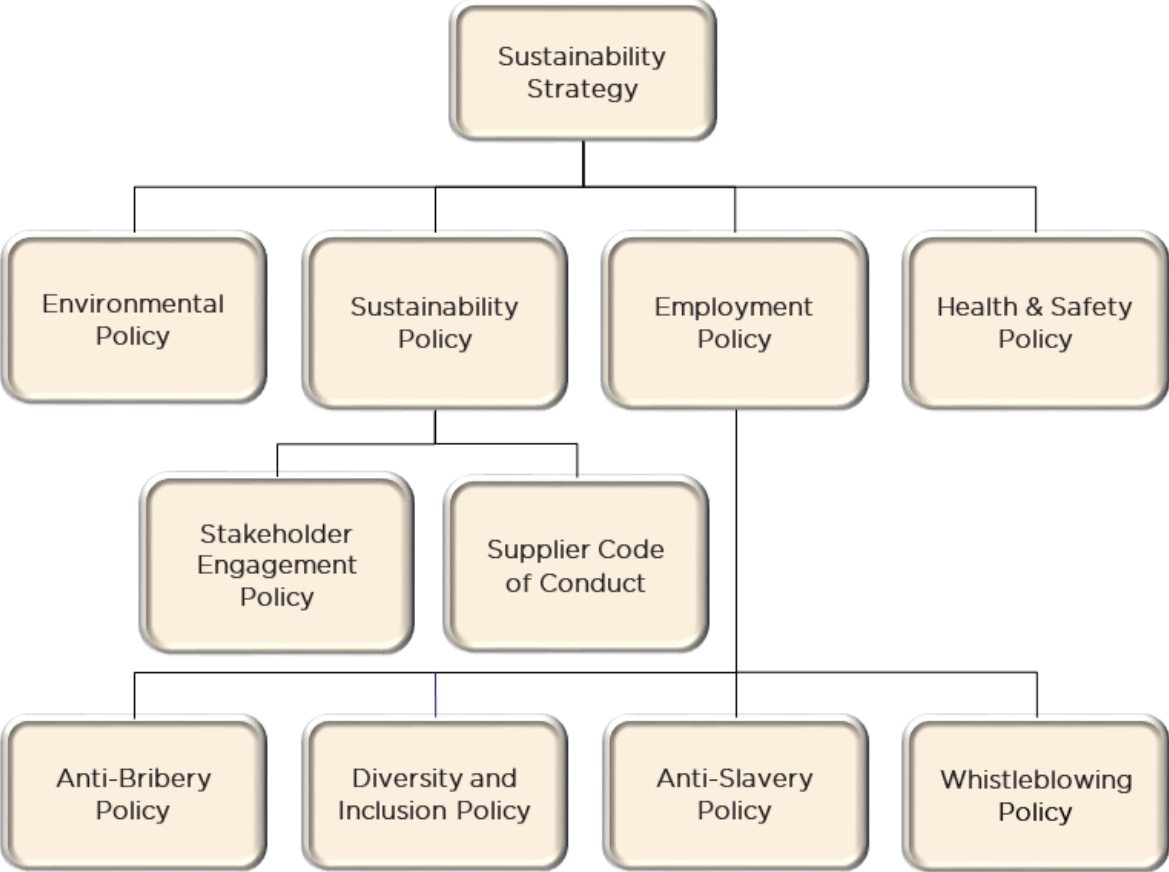 Sustainability
Strategy
Environmental
Policy
Sustainability
Policy
Employment
Policy
Health & Safety
Policy
Stakeholder
Engagement
Policy
Supplier Code
of Conduct
Anti-Bribery
Policy
Diversity and
Inclusion Policy
Anti-Slavery
Policy
Whistleblowing
Policy